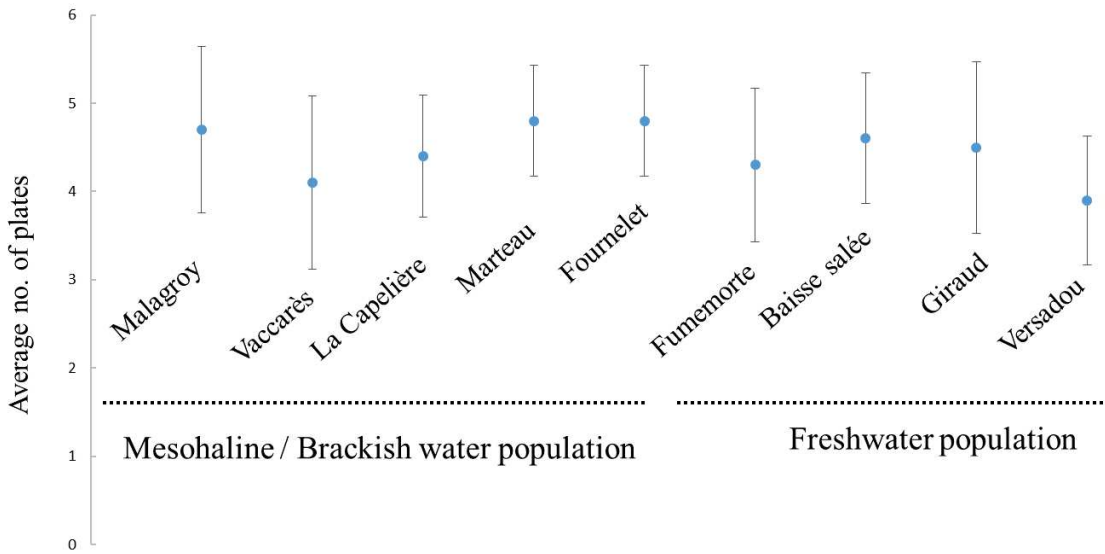 6
5
4
3
2
1
0
Average no. of plates
Malagroy
Vaccarès
La Capelière
Marteau
Fournelet
Fumemorte
Baisse salée
Giraud
Versadou
Mesohaline / Brackish water population
Freshwater population